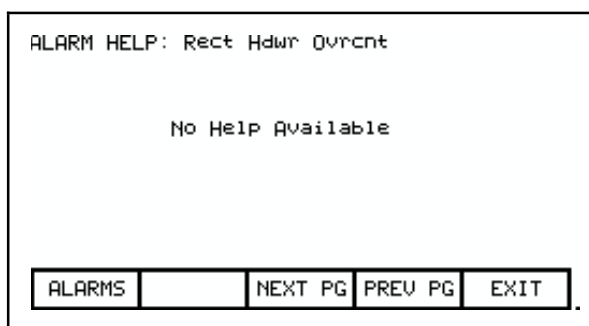 ALARM HELP: Rect Hdwr Ovrcnt
No Help Available
ALARMS NEXT PG PREV PG EXIT